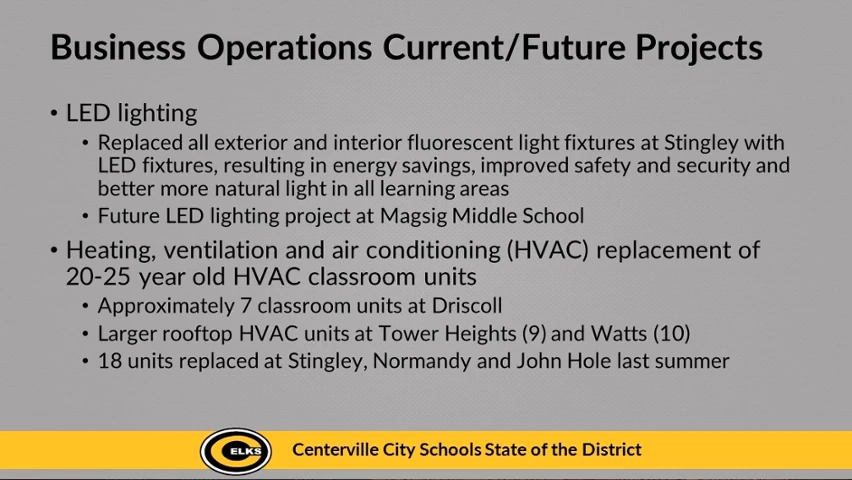 Business Operations Current/Future Projects
• LED lighting
• Replaced all exterior and interior fluorescent light fixtures at Stingley with
LED fixtures, resulting in energy savings, improved safety and security and
better more natural light in all learning areas
• Future LED lighting project at Magsig Middle School
• Heating, ventilation and air conditioning (HVAC) replacement of
20-25 year old HVAC classroom units
• Approximately 7 classroom units at Driscoll
• Larger rooftop HVAC units at Tower Heights (9) and Watts (10)
• 18 units replaced at Stingley, Normandy and John Hole last summer
C ELKS
Centerville City Schools State of the District